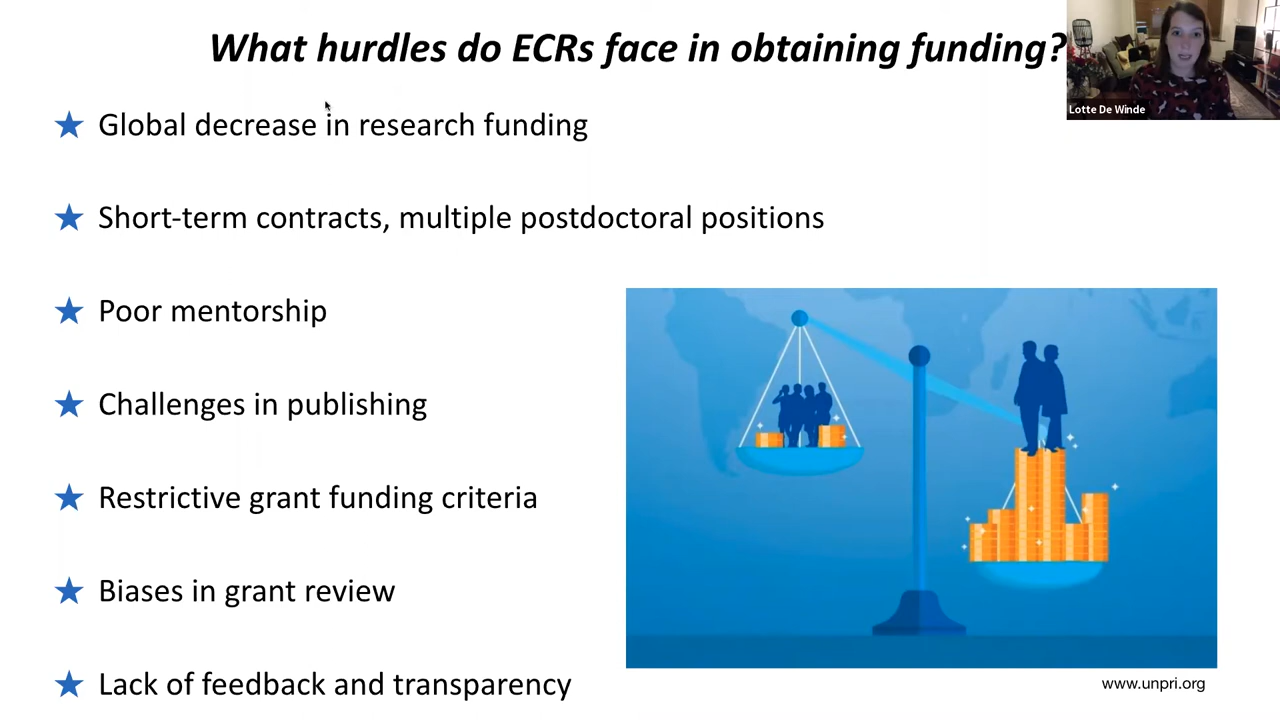 What hurdles do ECRs face in obtaining funding?
Lotte De Winde
Global decrease in research funding
Short-term contracts, multiple postdoctoral positions
Poor mentorship
Challenges in publishing
Restrictive grant funding criteria
Biases in grant review
Lack of feedback and transparency
www.unpri.org